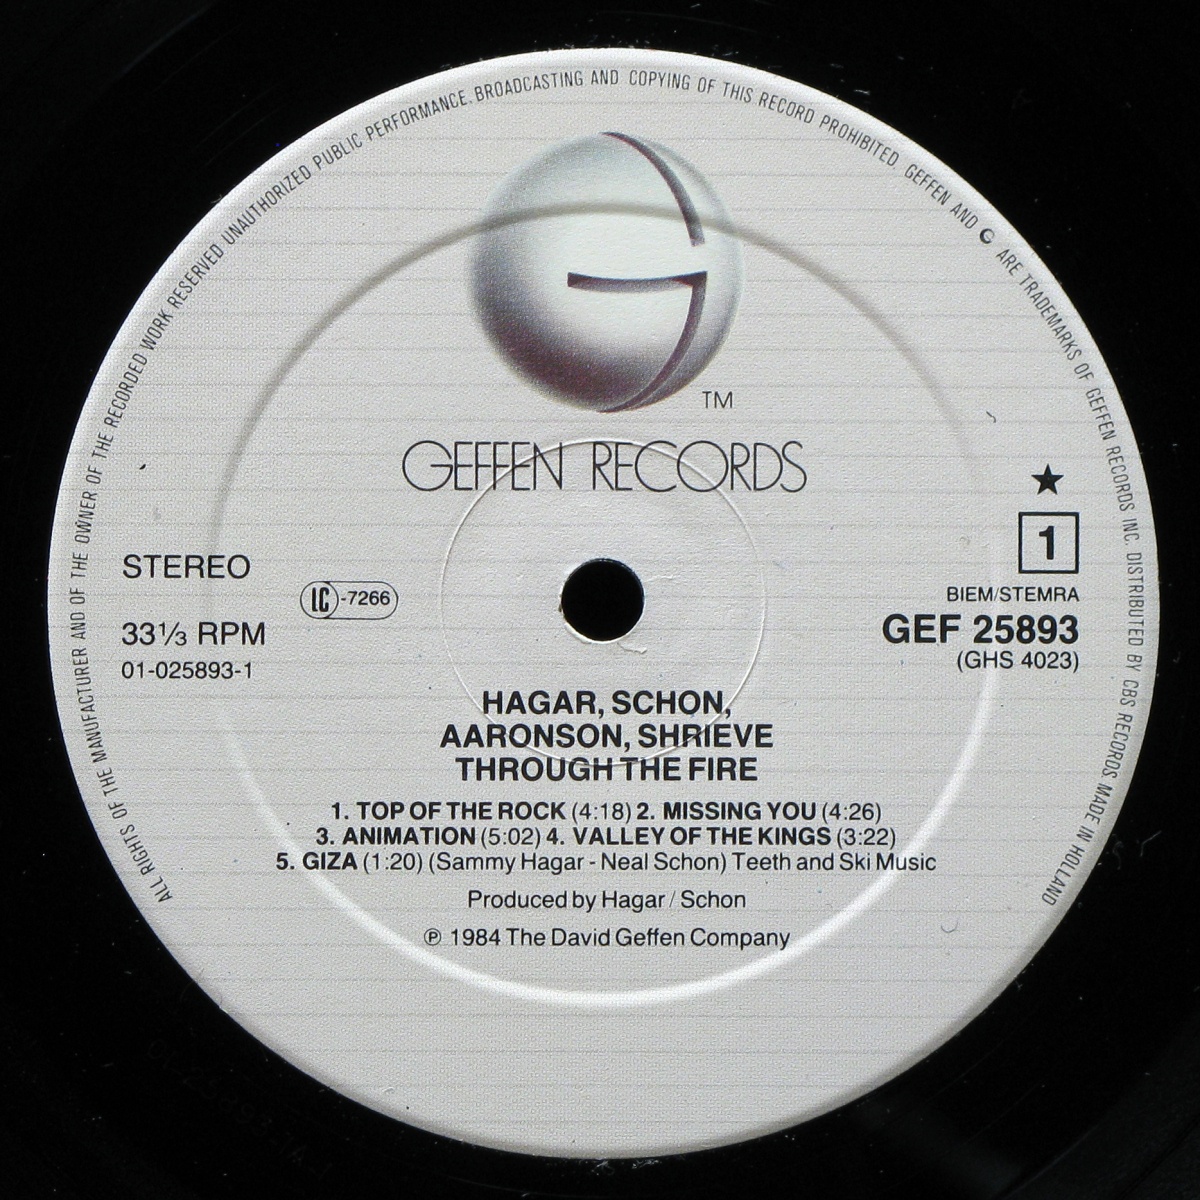 ALL RIGHTS OF THE MANUFACTURER AND OF THE OWNER OF THE RECORDED WORK RESERVED UNAUTHORIZED PUBLIC PERFORMANCE. BROADCASTING AND COPYING OF THIS RECORD PROHIBITED. GEFFEN AND G ARE TRADEMARKS OF GEFFEN RECORDS INC. DISTRIBUTED BY CBS RECORDS MADE IN HOLLAND
TM
GEFFEN RECORDS
★
1
STEREO
LC-7266
BIEM/STEMRA
33⅓ RPM
GEF 25893
01-025893-1
(GHS 4023)
HAGAR, SCHON,
AARONSON, SHRIEVE
THROUGH THE FIRE
1. TOP OF THE ROCK (4:18) 2. MISSING YOU (4:26)
3. ANIMATION (5:02) 4. VALLEY OF THE KINGS (3:22)
5. GIZA (1:20) (Sammy Hagar - Neal Schon) Teeth and Ski Music
Produced by Hagar / Schon
℗ 1984 The David Geffen Company